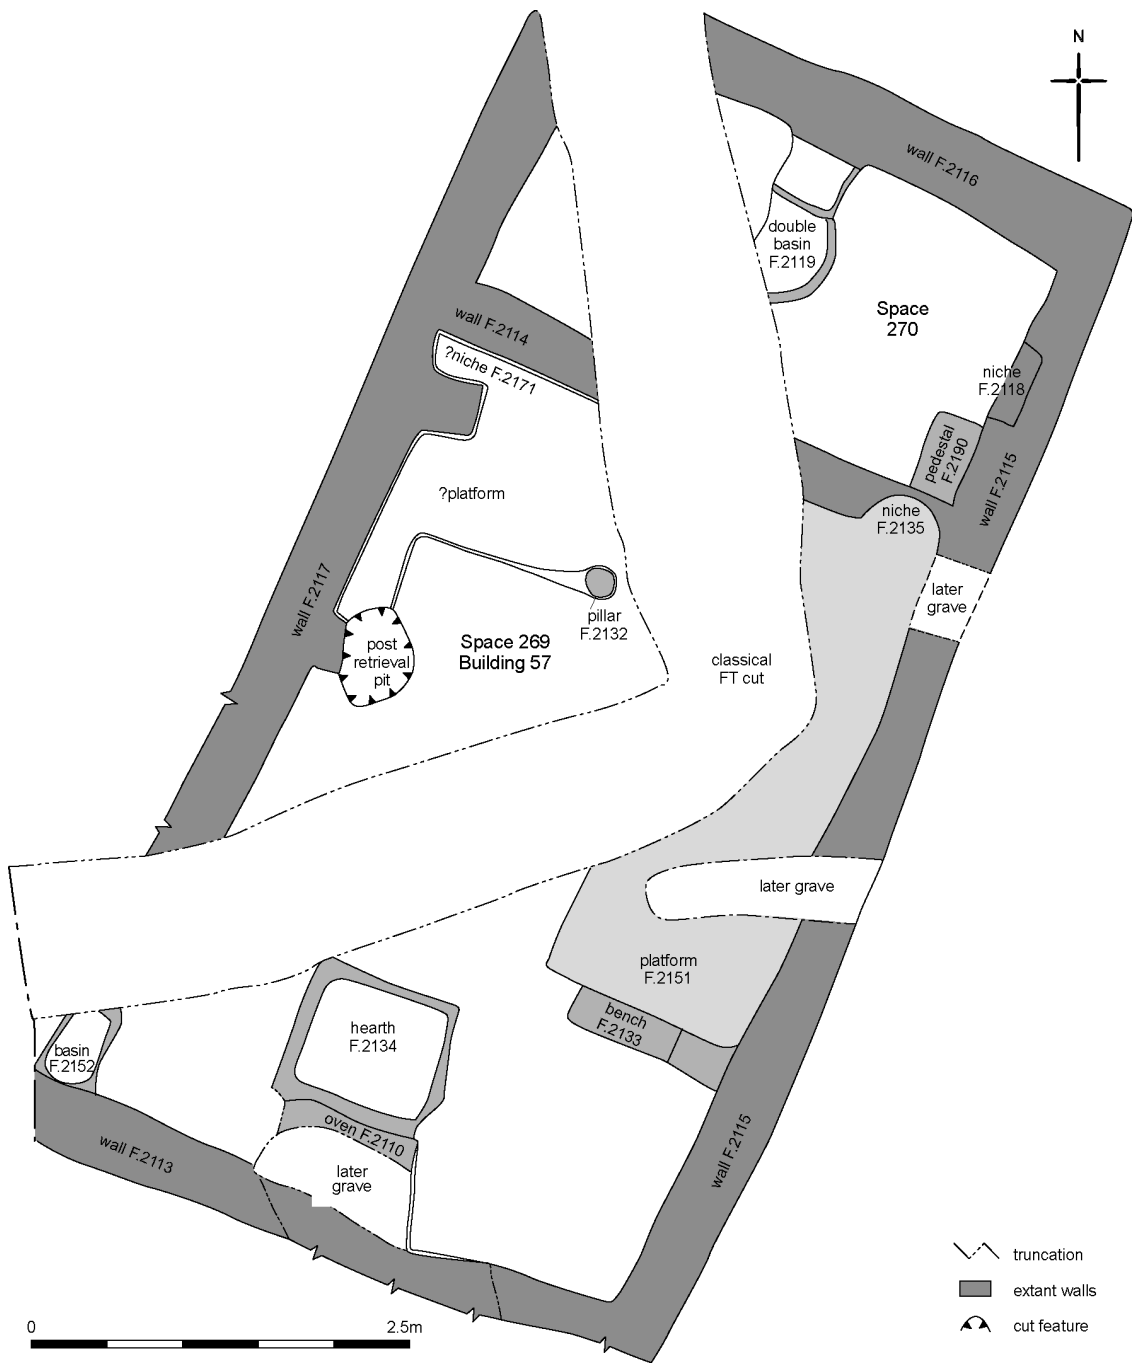 N
wall F.2116
double
basin
F.2119
Space
270
wall F.2114
?niche F.2171
niche
F.2118
pedestal
F.2190
wall F.2115
?platform
niche
F.2135
wall F.2117
later
grave
pillar
F.2132
post
retrieval
pit
Space 269
Building 57
classical
FT cut
later grave
platform
F.2151
bench
F.2133
hearth
F.2134
basin
F.2152
oven F.2110
wall F.2113
later
grave
wall F.2115
truncation
extant walls
cut feature
0 2.5m